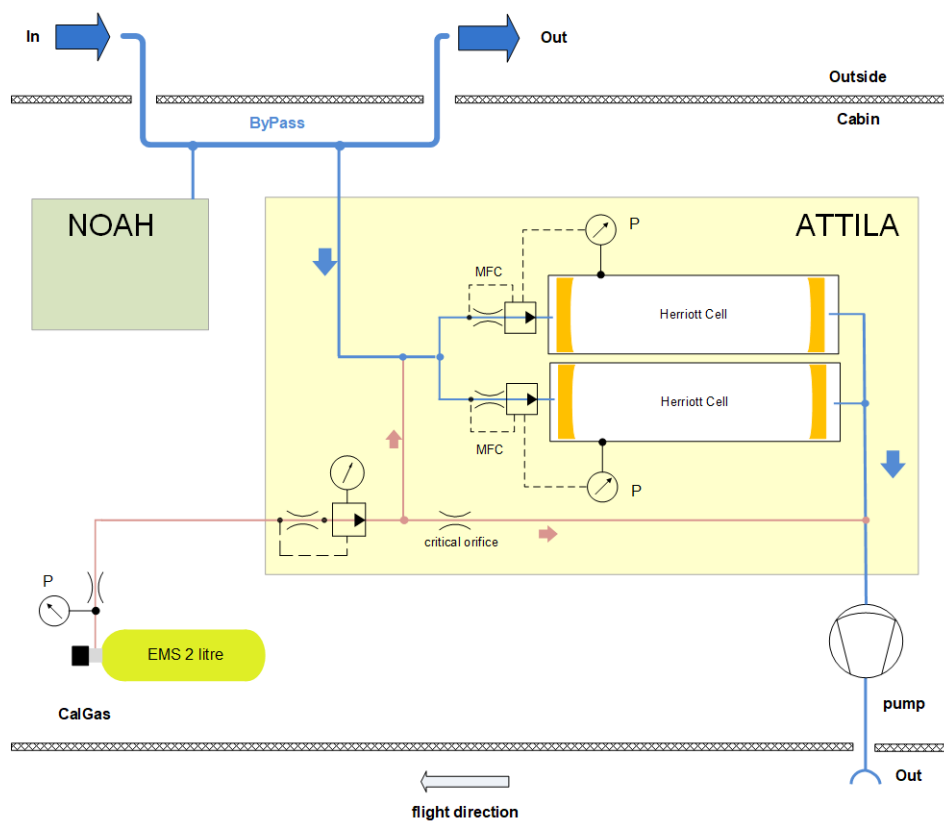 In
Out
Outside
Cabin
ByPass
NOAH
ATTILA
P
MFC
Herriott Cell
Herriott Cell
MFC
P
critical orifice
P
EMS 2 litre
CalGas
pump
Out
flight direction